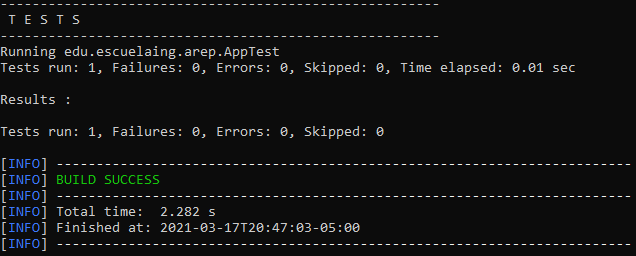 -------------------------------------------------------
 T E S T S
-------------------------------------------------------
Running edu.escuelaing.arep.AppTest
Tests run: 1, Failures: 0, Errors: 0, Skipped: 0, Time elapsed: 0.01 sec

Results :

Tests run: 1, Failures: 0, Errors: 0, Skipped: 0

[INFO] ------------------------------------------------------------------------
[INFO] BUILD SUCCESS
[INFO] ------------------------------------------------------------------------
[INFO] Total time:  2.282 s
[INFO] Finished at: 2021-03-17T20:47:03-05:00
[INFO] ------------------------------------------------------------------------